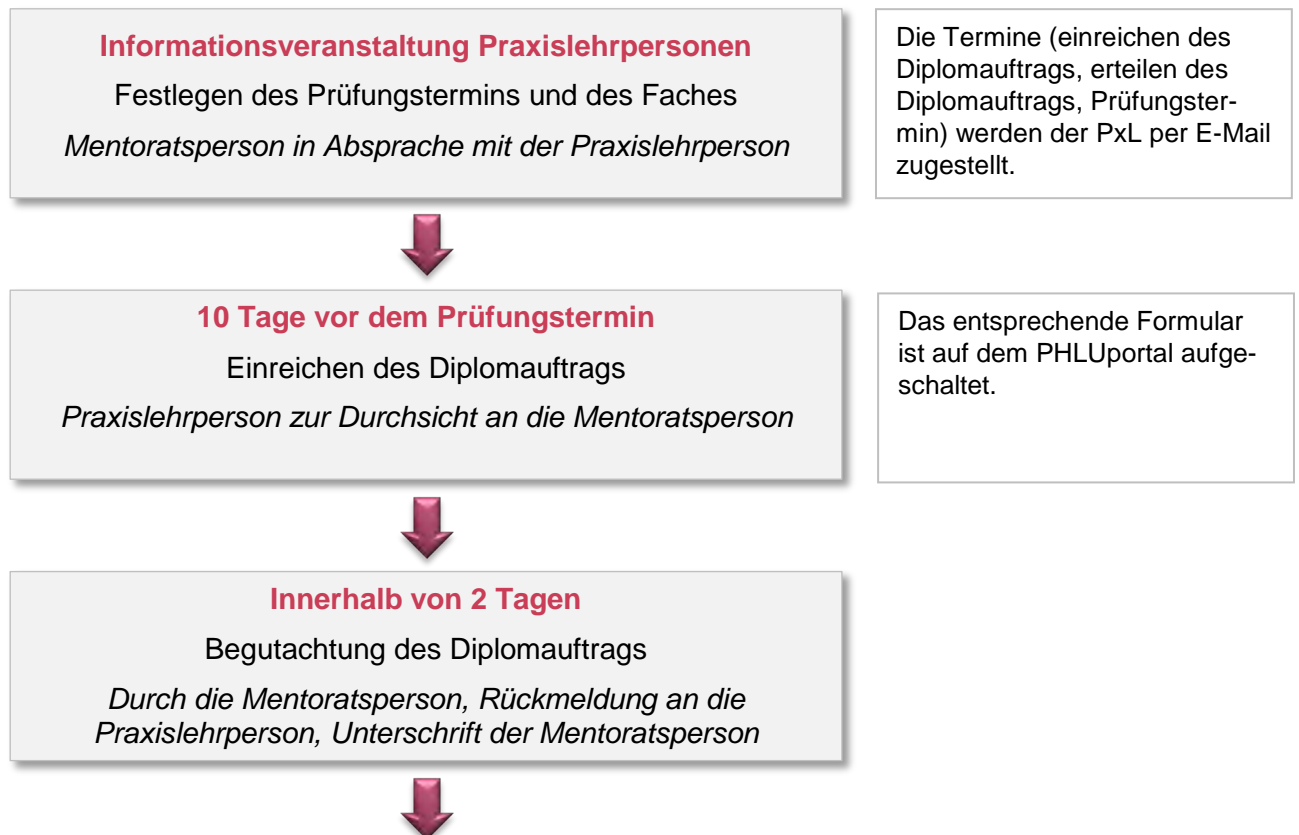 Informationsveranstaltung Praxislehrpersonen
Festlegen des Prüfungstermins und des Faches
Mentoratsperson in Absprache mit der Praxislehrperson
Die Termine (einreichen des
Diplomauftrags, erteilen des
Diplomauftrags, Prüfungster-
min) werden der PxL per E-Mail
zugestellt.
10 Tage vor dem Prüfungstermin
Einreichen des Diplomauftrags
Praxislehrperson zur Durchsicht an die Mentoratsperson
Das entsprechende Formular
ist auf dem PHLUportal aufge-
schaltet.
Innerhalb von 2 Tagen
Begutachtung des Diplomauftrags
Durch die Mentoratsperson, Rückmeldung an die
Praxislehrperson, Unterschrift der Mentoratsperson